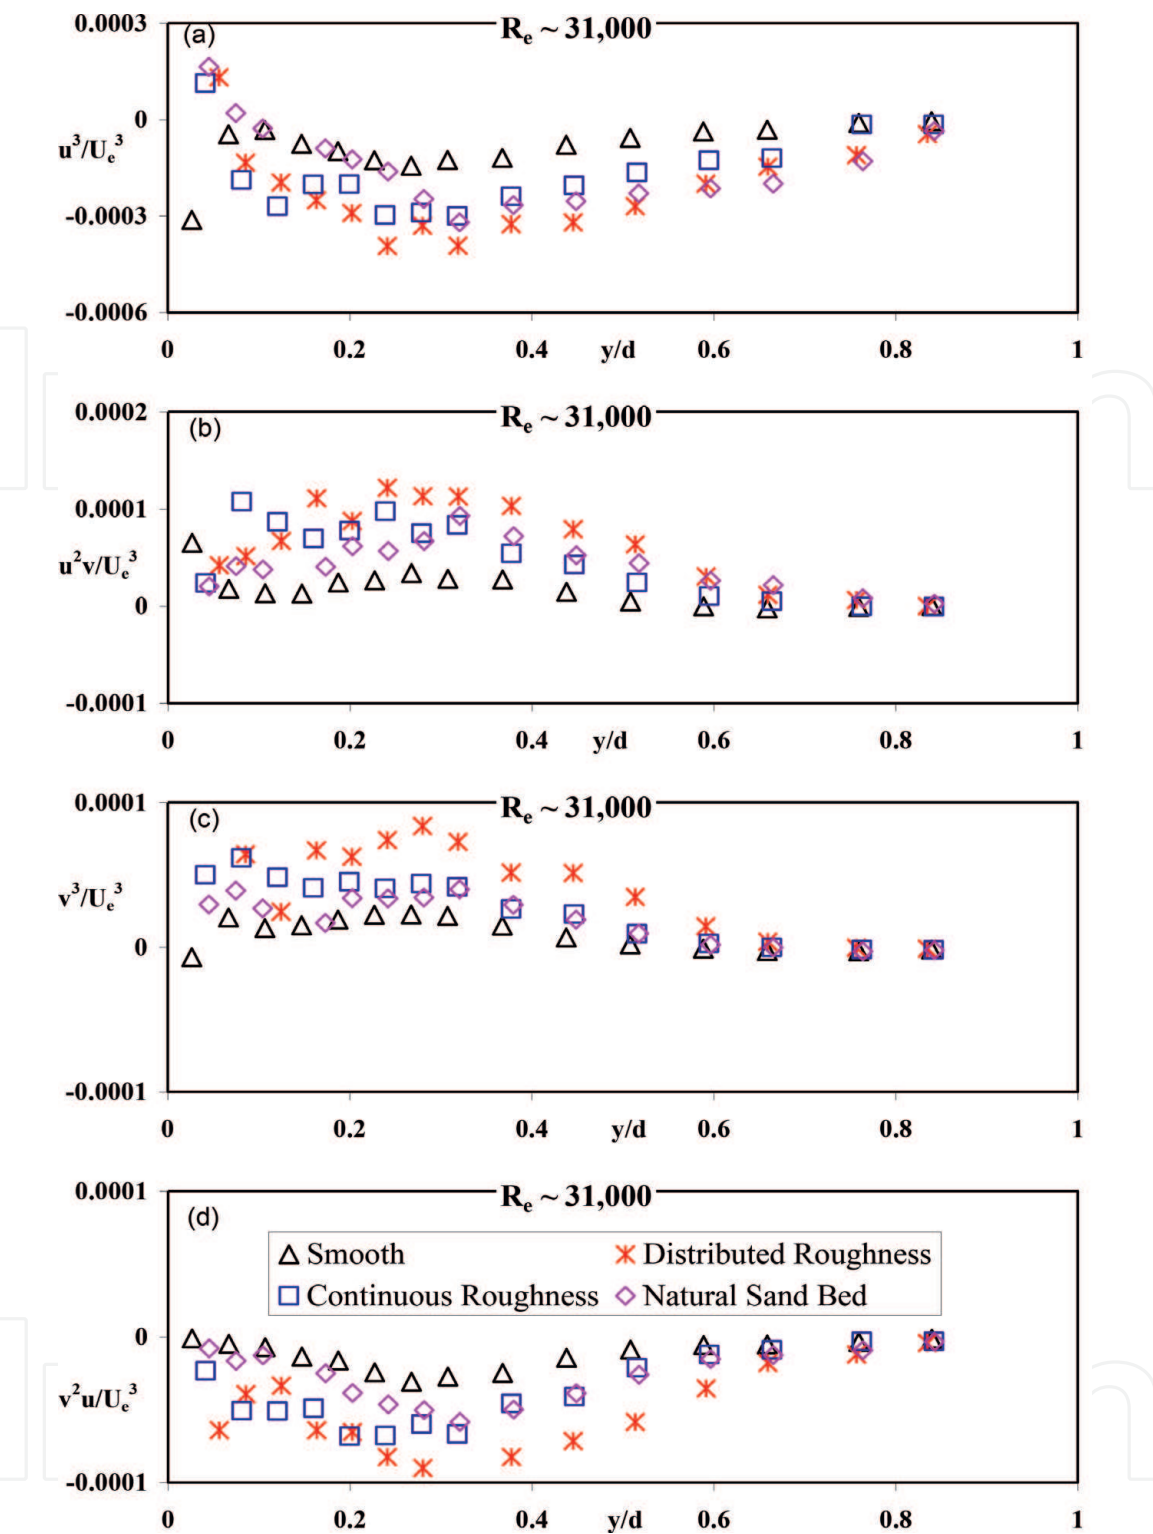 0.0003
(a)
Re ~ 31,000
0
u³/Ue³
-0.0003
-0.0006
0 0.2 0.4 y/d 0.6 0.8 1
0.0002
(b)
Re ~ 31,000
0.0001
u²v/Ue³
0
-0.0001
0 0.2 0.4 y/d 0.6 0.8 1
0.0001
(c)
Re ~ 31,000
v³/Ue³
0
-0.0001
0 0.2 0.4 y/d 0.6 0.8 1
0.0001
(d)
Re ~ 31,000
Smooth Distributed Roughness
Continuous Roughness Natural Sand Bed
0
v²u/Ue³
-0.0001
0 0.2 0.4 y/d 0.6 0.8 1